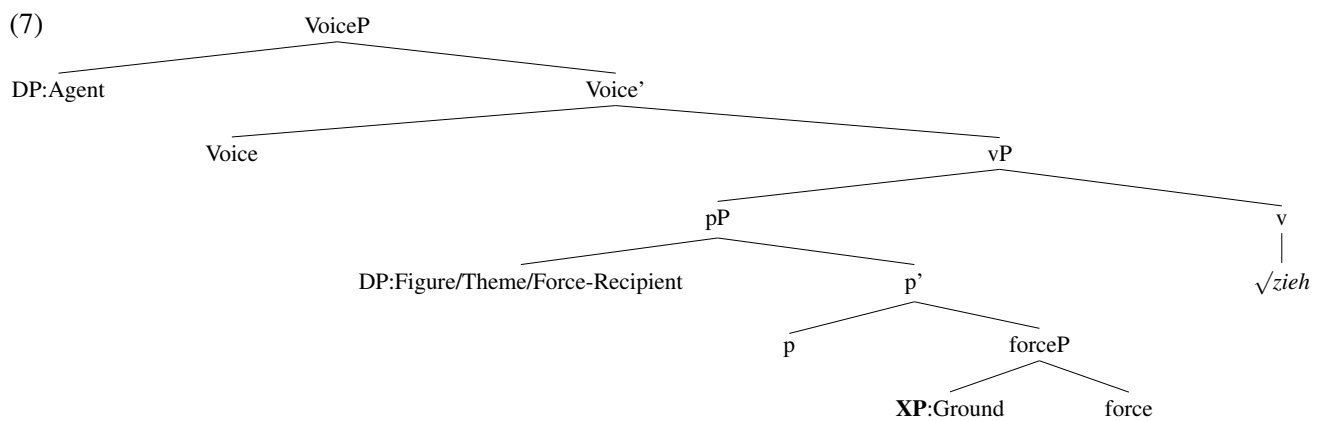 (7)
VoiceP
DP:Agent Voice’
Voice vP
pP v
DP:Figure/Theme/Force-Recipient p’ √zieh
p forceP
XP:Ground force